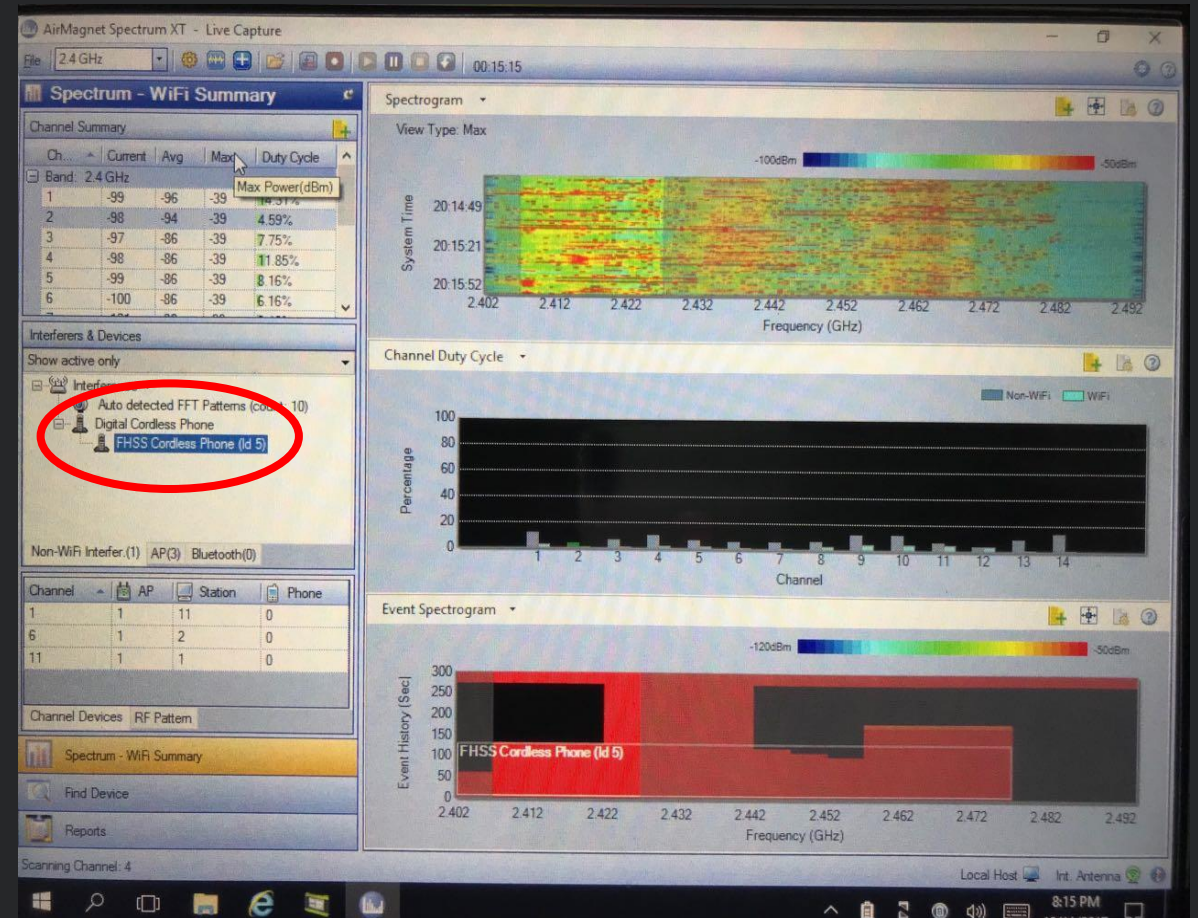 AirMagnet Spectrum XT - Live Capture
File 2.4 GHz 00:15:15
Spectrum - WiFi Summary
Channel Summary
Ch... Current Avg Max Duty Cycle
Max Power(dBm)
Band: 2.4 GHz
1 -99 -96 -39 14.31%
2 -98 -94 -39 4.59%
3 -97 -86 -39 7.75%
4 -98 -86 -39 11.85%
5 -99 -86 -39 8.16%
6 -100 -86 -39 6.16%
Interferers & Devices
Show active only
Auto detected FFT Patterns (count: 10)
Digital Cordless Phone
FHSS Cordless Phone (Id 5)
Non-WiFi Interfer.(1) AP(3) Bluetooth(0)
Channel AP Station Phone
1 1 11 0
6 1 2 0
11 1 1 0
Channel Devices RF Pattern
Spectrum - WiFi Summary
Find Device
Reports
Scanning Channel: 4
Spectrogram
View Type: Max
-100dBm -50dBm
System Time
20:14:49
20:15:21
20:15:52
2.402 2.412 2.422 2.432 2.442 2.452 2.462 2.472 2.482 2.492
Frequency (GHz)
Channel Duty Cycle
Non-WiFi WiFi
Percentage
100
80
60
40
20
0
1 2 3 4 5 6 7 8 9 10 11 12 13 14
Channel
Event Spectrogram
-120dBm -50dBm
Event History (Sec)
300
250
200
150
100
50
0
FHSS Cordless Phone (Id 5)
2.402 2.412 2.422 2.432 2.442 2.452 2.462 2.472 2.482 2.492
Frequency (GHz)
Local Host Int. Antenna
8:15 PM